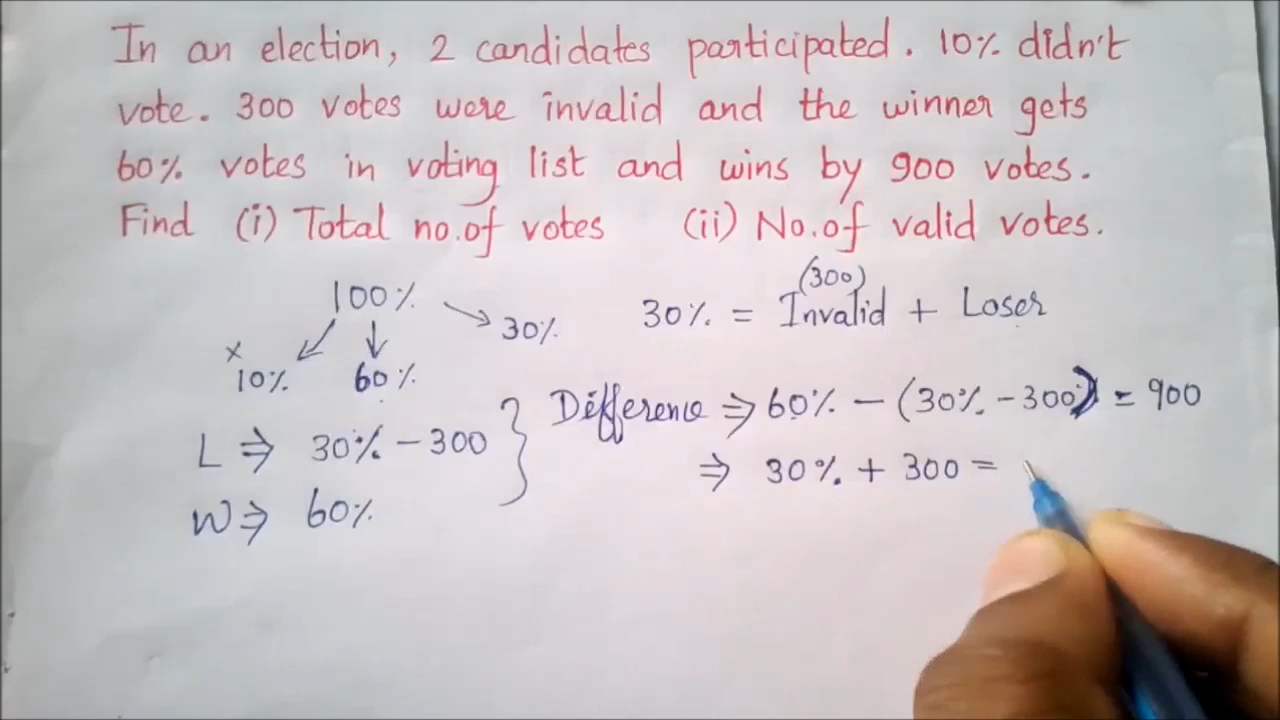 In an election, 2 candidates participated. 10% didn't
vote. 300 votes were invalid and the winner gets
60% votes in voting list and wins by 900 votes.
Find (i) Total no.of votes (ii) No.of valid votes.
100% → 30%
× 10% 60%
L ⇒ 30% - 300
W ⇒ 60%
(300)
30% = Invalid + Loser
Difference ⇒ 60% - (30% - 300) = 900
⇒ 30% + 300 =